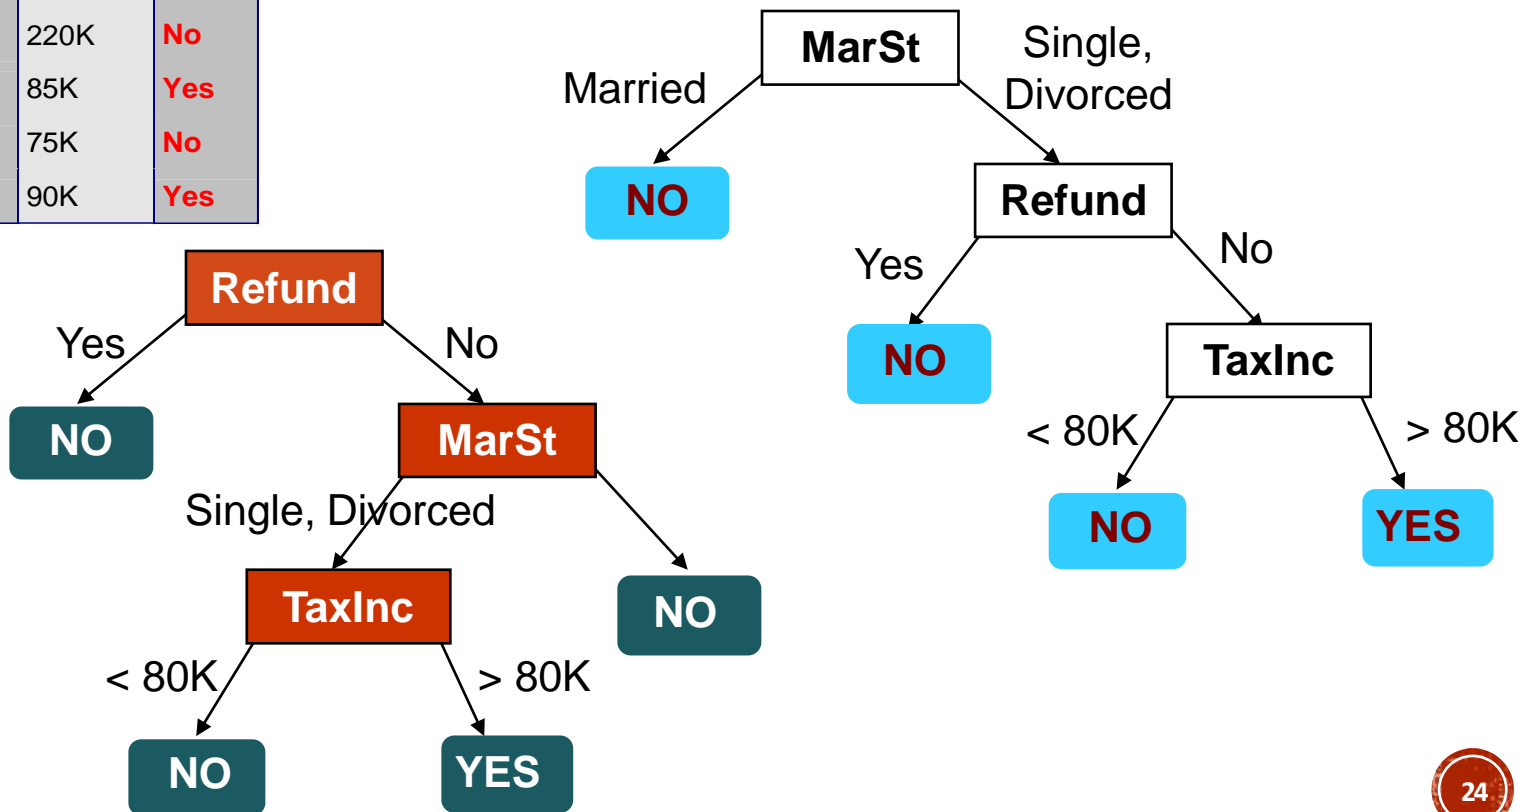 220K No
85K Yes
75K No
90K Yes
MarSt
Single,
Divorced
Married
NO
Refund
Yes
No
NO
TaxInc
< 80K
> 80K
NO
YES
Refund
Yes
No
NO
MarSt
Single, Divorced
TaxInc
NO
< 80K
> 80K
NO
YES
24